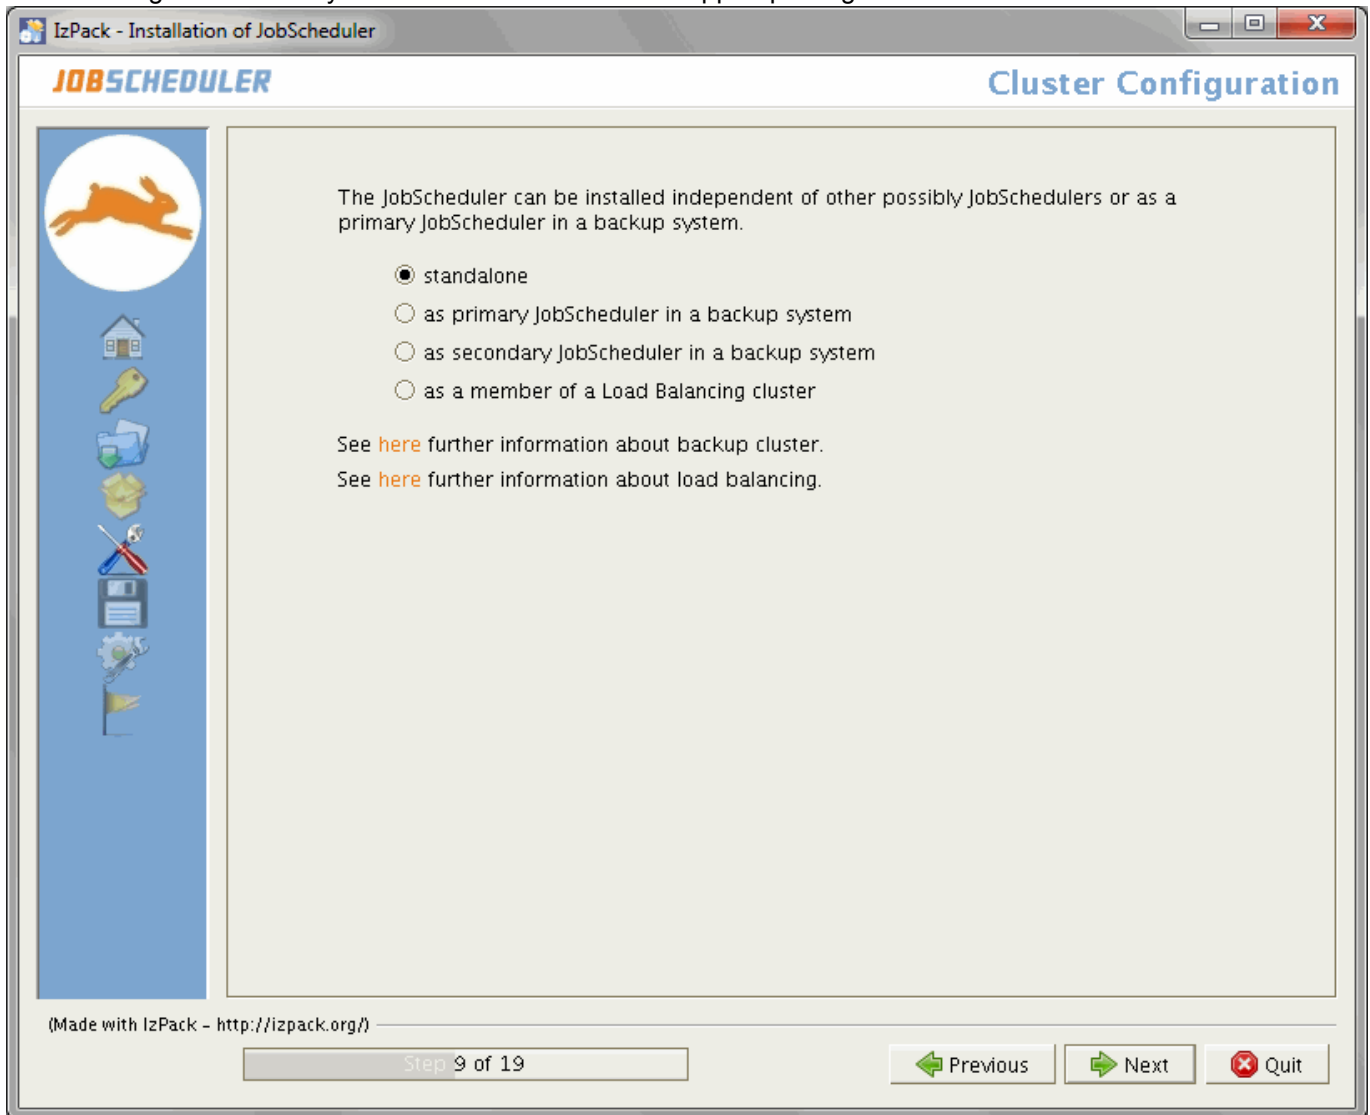 IzPack - Installation of JobScheduler
JOBSCHEDULER
Cluster Configuration
The JobScheduler can be installed independent of other possibly JobSchedulers or as a
primary JobScheduler in a backup system.
standalone
as primary JobScheduler in a backup system
as secondary JobScheduler in a backup system
as a member of a Load Balancing cluster
See here further information about backup cluster.
See here further information about load balancing.
(Made with IzPack - http://izpack.org/)
Step 9 of 19
Previous
Next
Quit